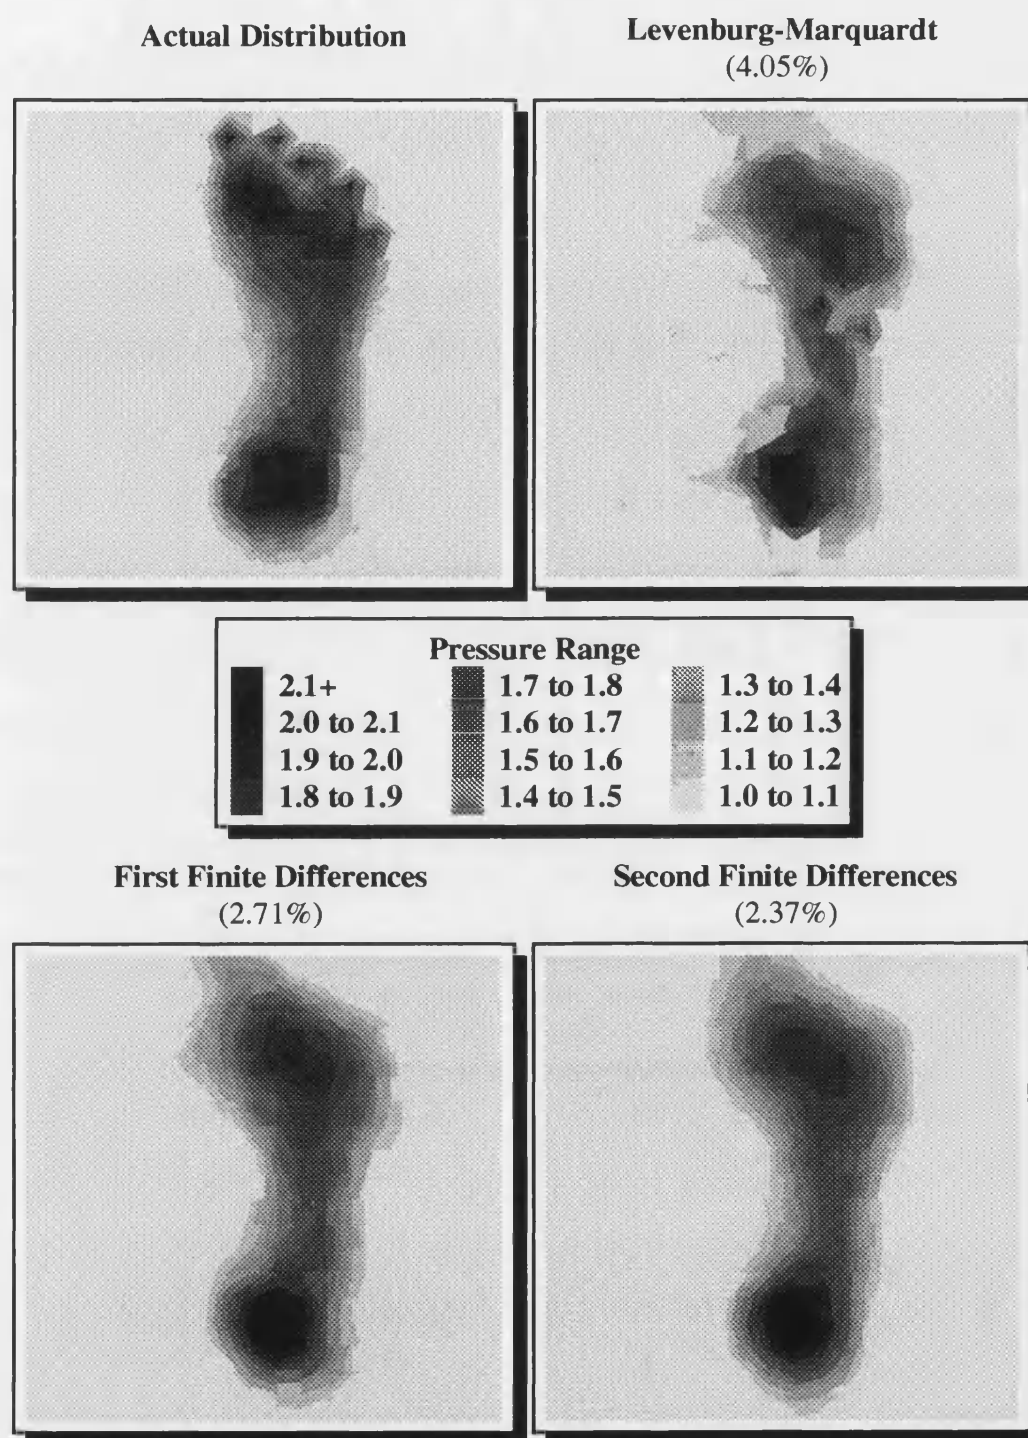 Actual Distribution
Levenburg-Marquardt
(4.05%)
Pressure Range
2.1+
2.0 to 2.1
1.9 to 2.0
1.8 to 1.9
1.7 to 1.8
1.6 to 1.7
1.5 to 1.6
1.4 to 1.5
1.3 to 1.4
1.2 to 1.3
1.1 to 1.2
1.0 to 1.1
First Finite Differences
(2.71%)
Second Finite Differences
(2.37%)